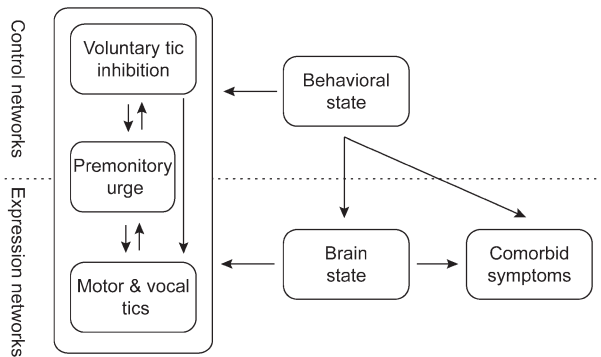 Control networks
Expression networks
Voluntary tic
inhibition
Premonitory
urge
Motor & vocal
tics
Behavioral
state
Brain
state
Comorbid
symptoms